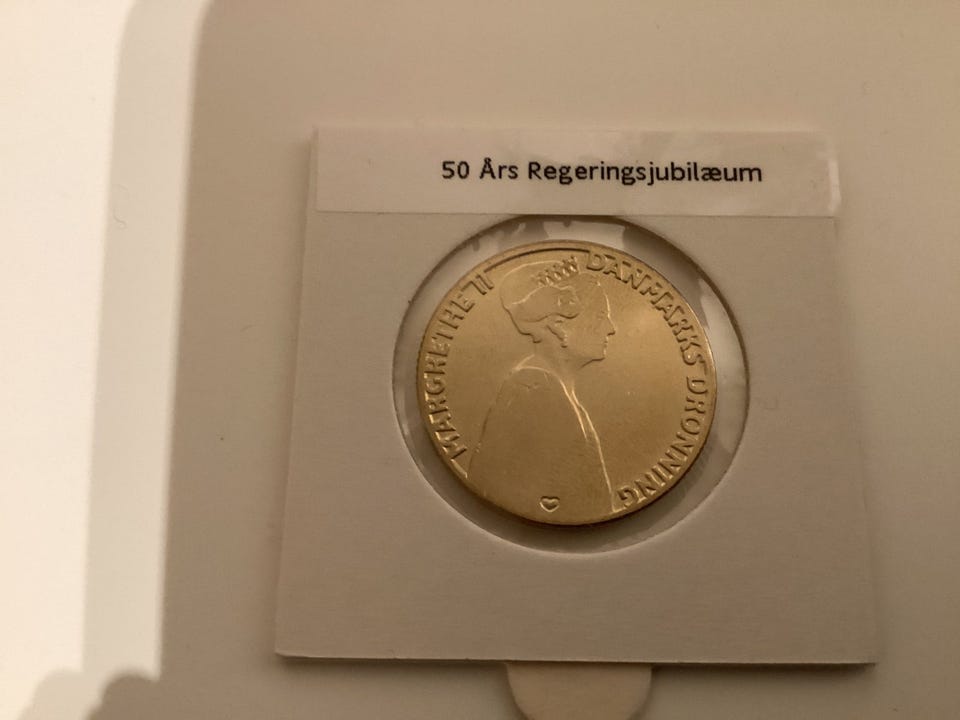 50 Års Regeringsjubilæum
MARGRETHE II DANMARKS DRONNING